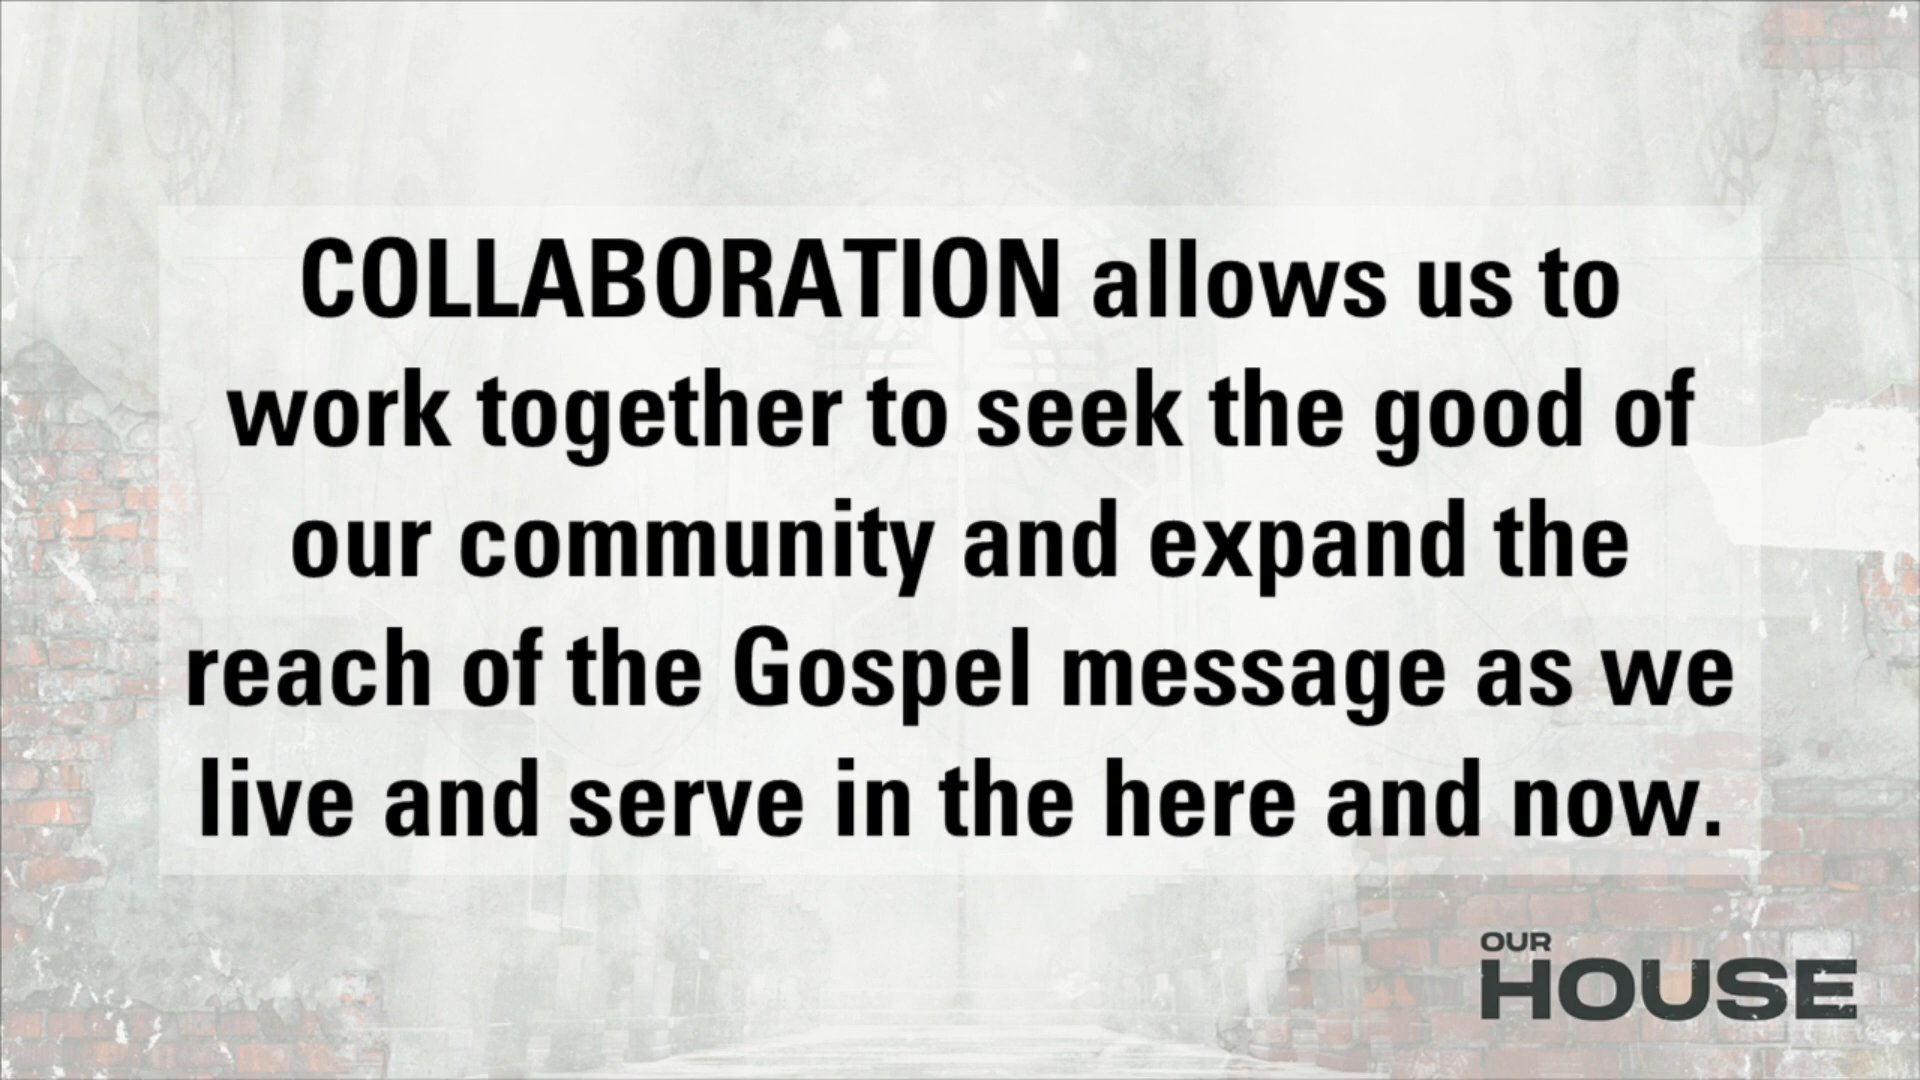 COLLABORATION allows us to
work together to seek the good of
our community and expand the
reach of the Gospel message as we
live and serve in the here and now.
OUR
HOUSE